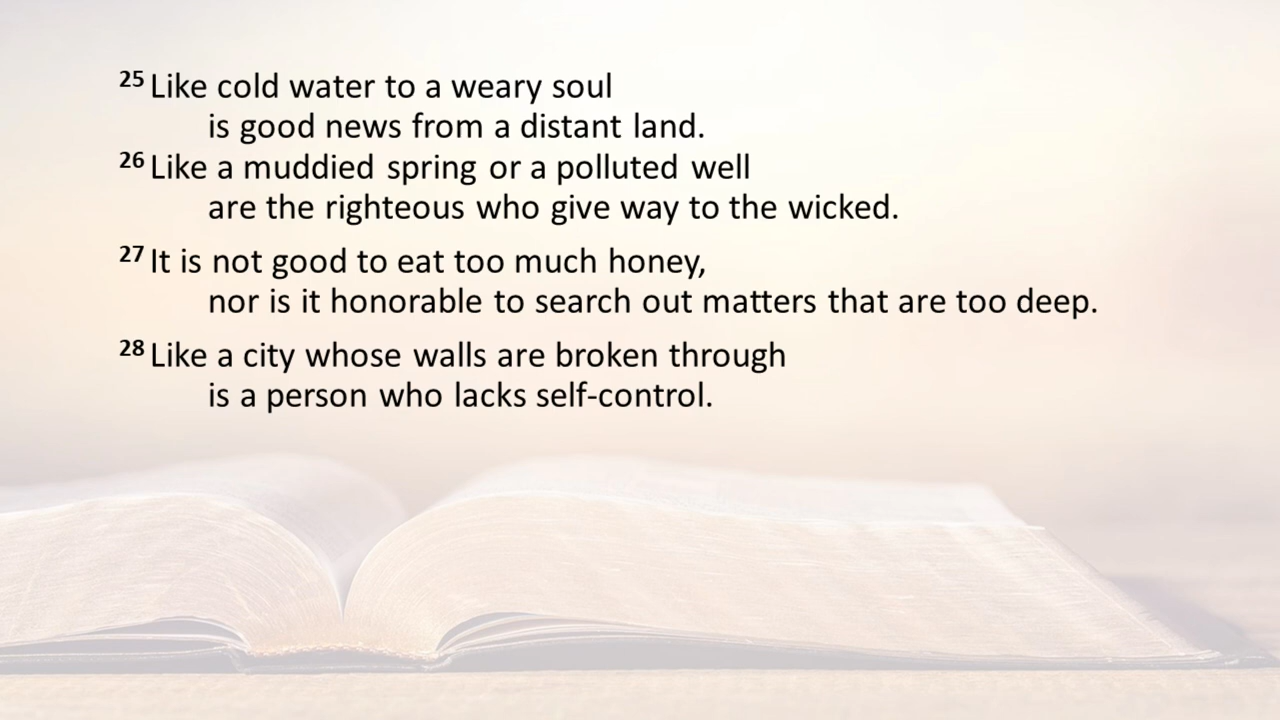 25 Like cold water to a weary soul
is good news from a distant land.
26 Like a muddied spring or a polluted well
are the righteous who give way to the wicked.
27 It is not good to eat too much honey,
nor is it honorable to search out matters that are too deep.
28 Like a city whose walls are broken through
is a person who lacks self-control.